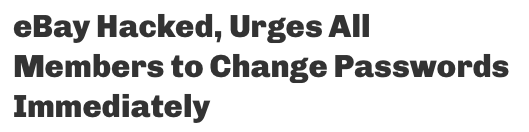 eBay Hacked, Urges All
Members to Change Passwords
Immediately